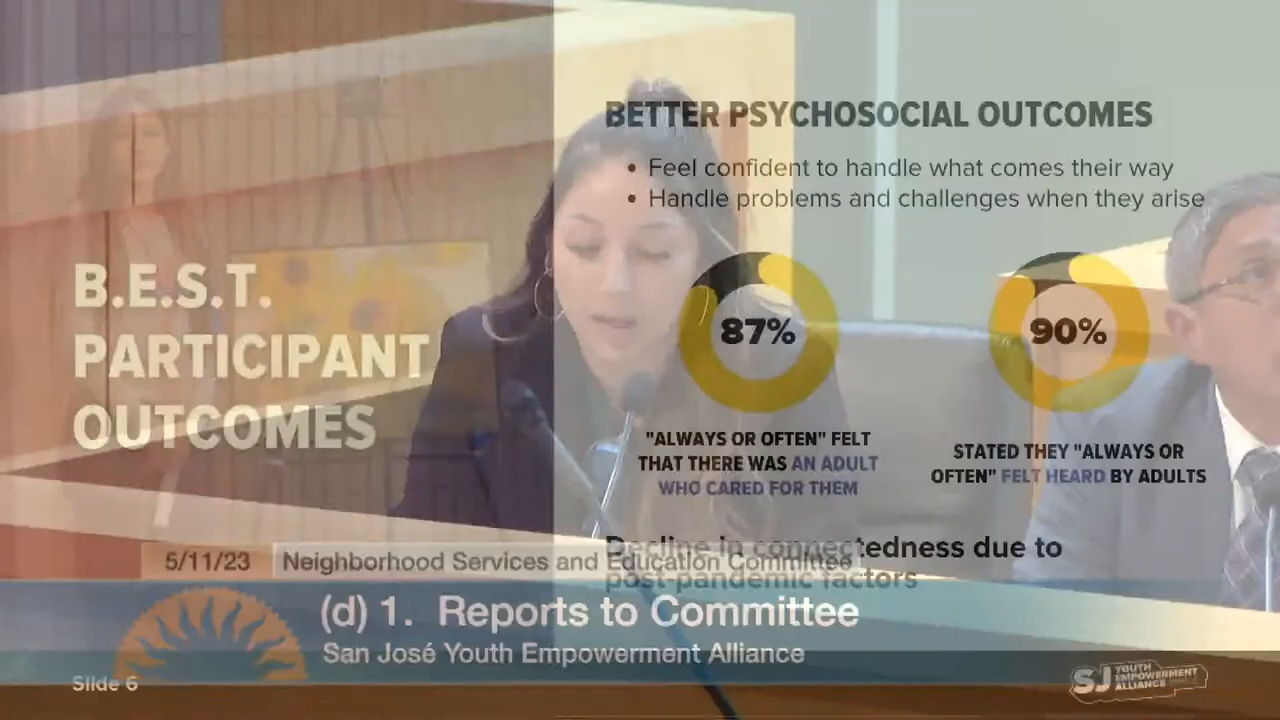 B.E.S.T.
PARTICIPANT
OUTCOMES
BETTER PSYCHOSOCIAL OUTCOMES
• Feel confident to handle what comes their way
• Handle problems and challenges when they arise
87%
90%
"ALWAYS OR OFTEN" FELT
THAT THERE WAS AN ADULT
WHO CARED FOR THEM
STATED THEY "ALWAYS OR
OFTEN" FELT HEARD BY ADULTS
Decline in connectedness due to
post-pandemic factors
5/11/23
Neighborhood Services and Education Committee
(d) 1. Reports to Committee
San José Youth Empowerment Alliance
Slide 6
SJ YOUTH
EMPOWERMENT
ALLIANCE